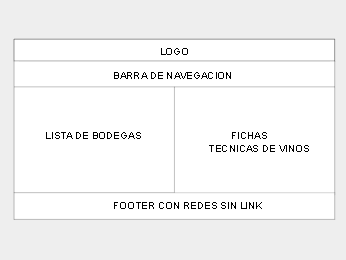 LOGO
BARRA DE NAVEGACION
LISTA DE BODEGAS
FICHAS
TECNICAS DE VINOS
FOOTER CON REDES SIN LINK